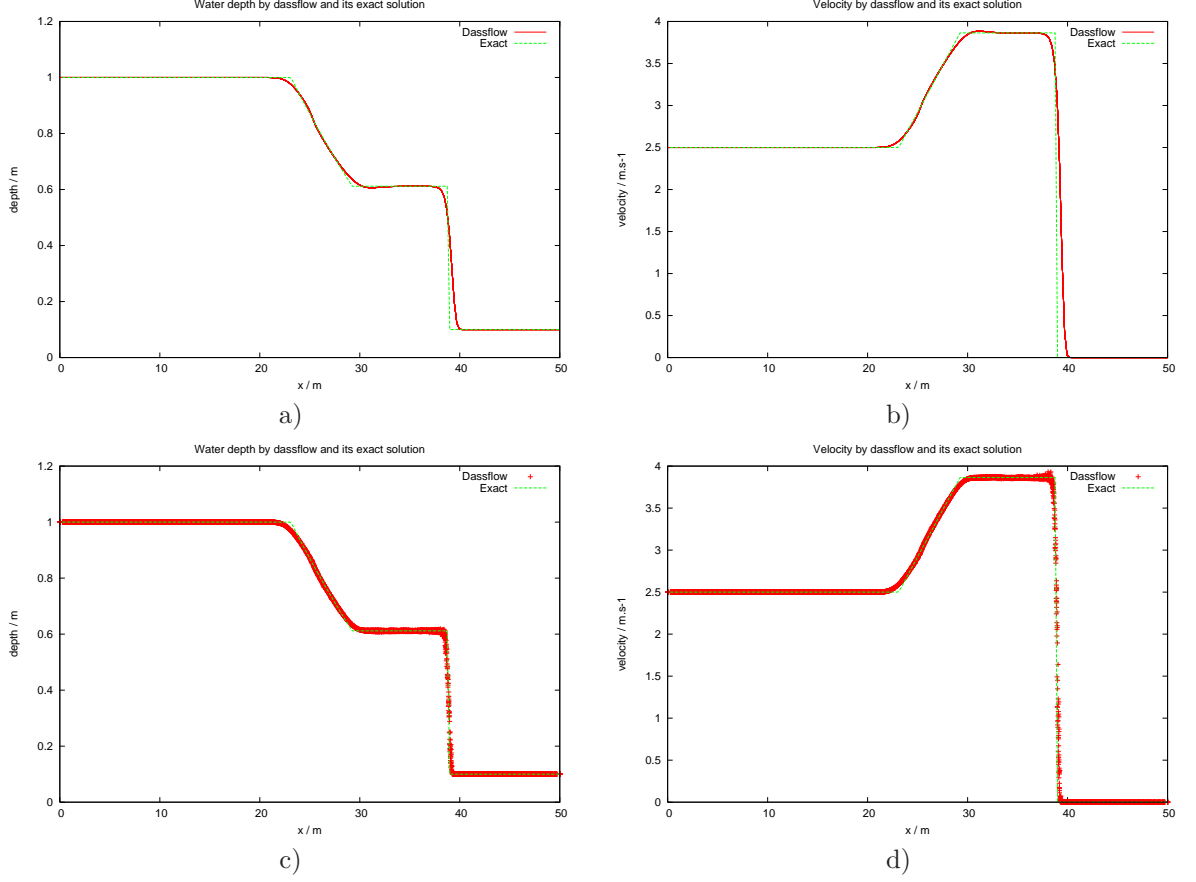 Water depth by dassflow and its exact solution
Dassflow
Exact
depth / m
1.2
1
0.8
0.6
0.4
0.2
0
0 10 20 30 40 50
x / m
a)
Velocity by dassflow and its exact solution
Dassflow
Exact
velocity / m.s-1
4
3.5
3
2.5
2
1.5
1
0.5
0
0 10 20 30 40 50
x / m
b)
Water depth by dassflow and its exact solution
Dassflow
Exact
depth / m
1.2
1
0.8
0.6
0.4
0.2
0
0 10 20 30 40 50
x / m
c)
Velocity by dassflow and its exact solution
Dassflow
Exact
velocity / m.s-1
4
3.5
3
2.5
2
1.5
1
0.5
0
0 10 20 30 40 50
x / m
d)